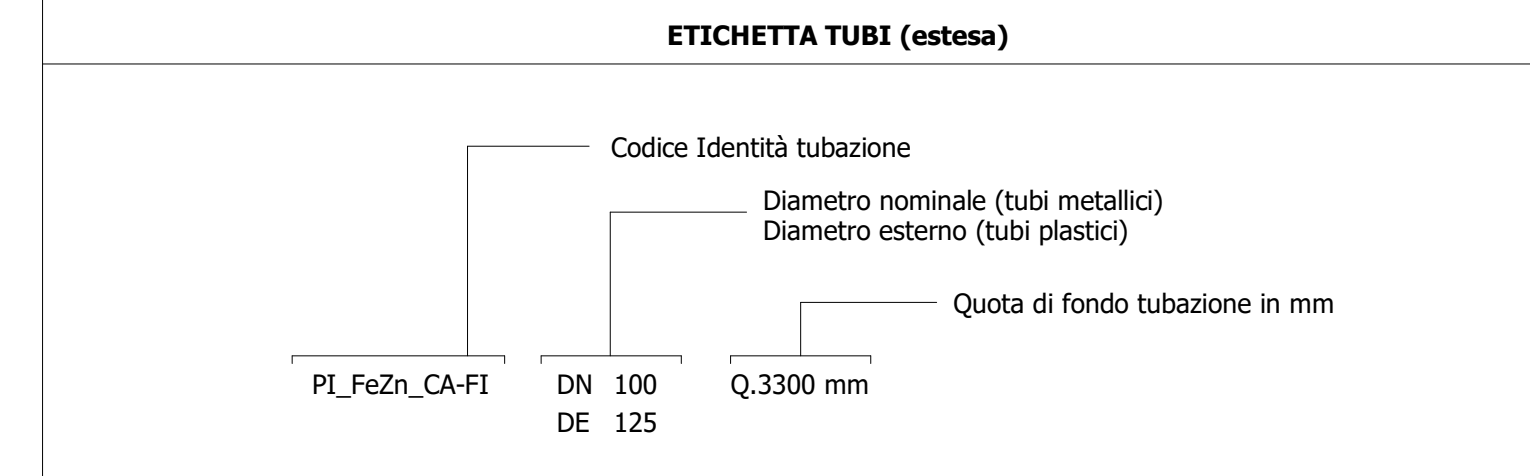 ETICHETTA TUBI (estesa)
Codice Identità tubazione
Diametro nominale (tubi metallici)
Diametro esterno (tubi plastici)
Quota di fondo tubazione in mm
PI_FeZn_CA-FI DN 100 Q.3300 mm
DE 125